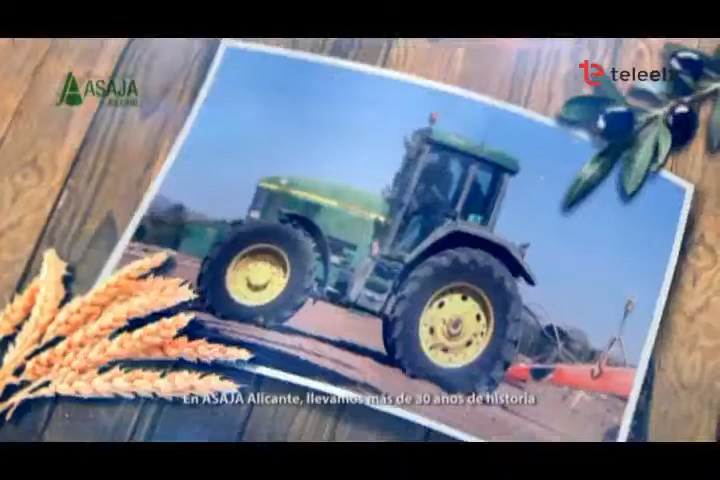 ASAJA
teleelx
En ASAJA Alicante, llevamos más de 30 años de historia